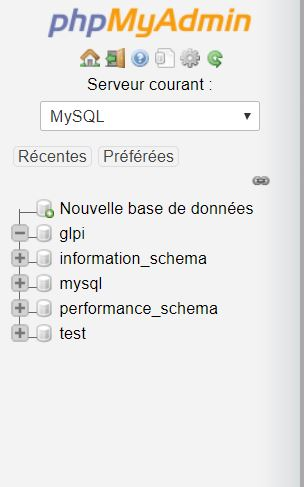 phpMyAdmin
Serveur courant :
MySQL
Récentes Préférées
Nouvelle base de données
glpi
information_schema
mysql
performance_schema
test